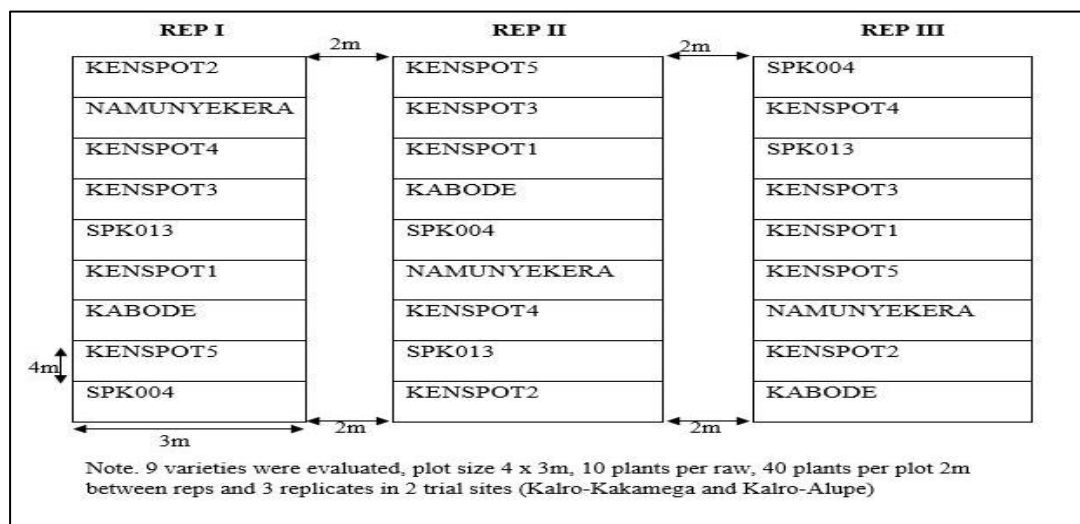 REP I REP II REP III
2m 2m
KENSPOT2 KENSPOT5 SPK004
NAMUNYEKERA KENSPOT3 KENSPOT4
KENSPOT4 KENSPOT1 SPK013
KENSPOT3 KABODE KENSPOT3
SPK013 SPK004 KENSPOT1
KENSPOT1 NAMUNYEKERA KENSPOT5
KABODE KENSPOT4 NAMUNYEKERA
KENSPOT5 SPK013 KENSPOT2
4m
SPK004 KENSPOT2 KABODE
2m 2m
3m
Note. 9 varieties were evaluated, plot size 4 x 3m, 10 plants per raw, 40 plants per plot 2m
between reps and 3 replicates in 2 trial sites (Kalro-Kakamega and Kalro-Alupe)